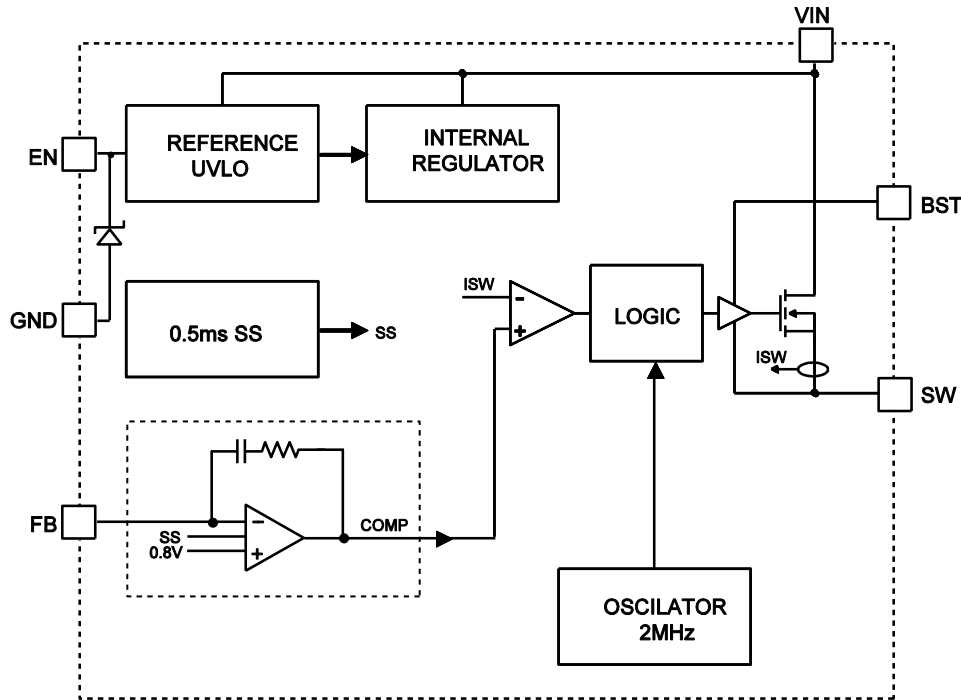 VIN
REFERENCE
UVLO
INTERNAL
REGULATOR
EN
BST
GND
0.5ms SS
SS
ISW
-
+
LOGIC
ISW
SW
FB
SS
0.8V
-
+
COMP
OSCILATOR
2MHz